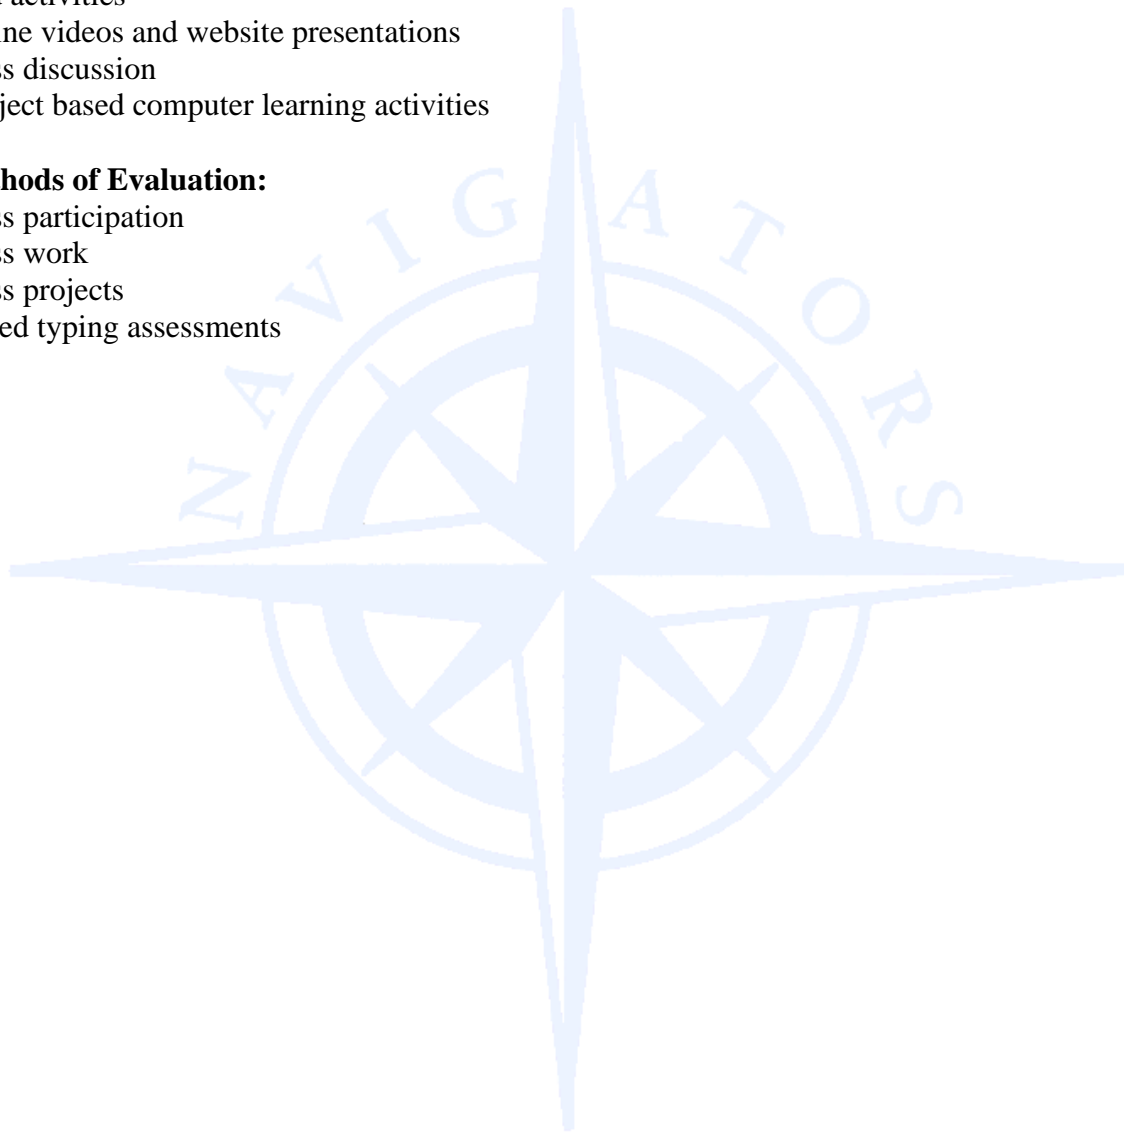 activities
ine videos and website presentations
ss discussion
ject based computer learning activities
hods of Evaluation:
ss participation
ss work
ss projects
ed typing assessments
NAVIGATORS